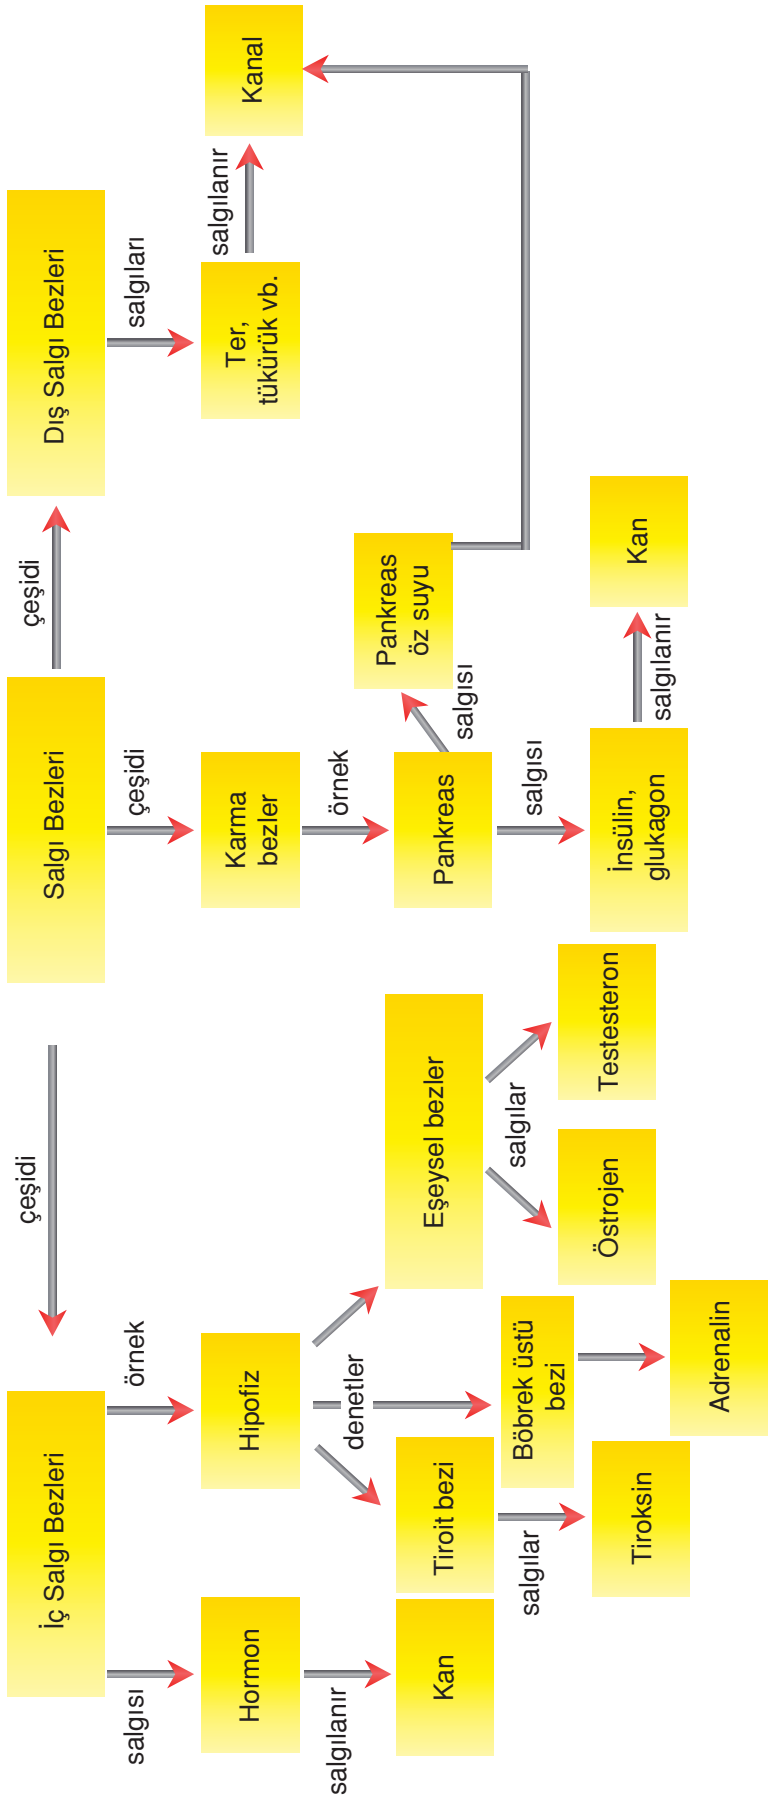 Salgı Bezleri
çeşidi
çeşidi
çeşidi
İç Salgı Bezleri
Dış Salgı Bezleri
salgısı
örnek
salgıları
Hormon
Hipofiz
Karma
bezler
Ter,
tükürük vb.
salgılanır
Kanal
salgılanır
denetler
örnek
Kan
Tiroit bezi
Böbrek üstü
bezi
Eşeysel bezler
Pankreas
salgısı
Pankreas
öz suyu
salgılar
salgılar
salgısı
Tiroksin
Adrenalin
Östrojen
Testesteron
İnsülin,
glukagon
salgılanır
Kan